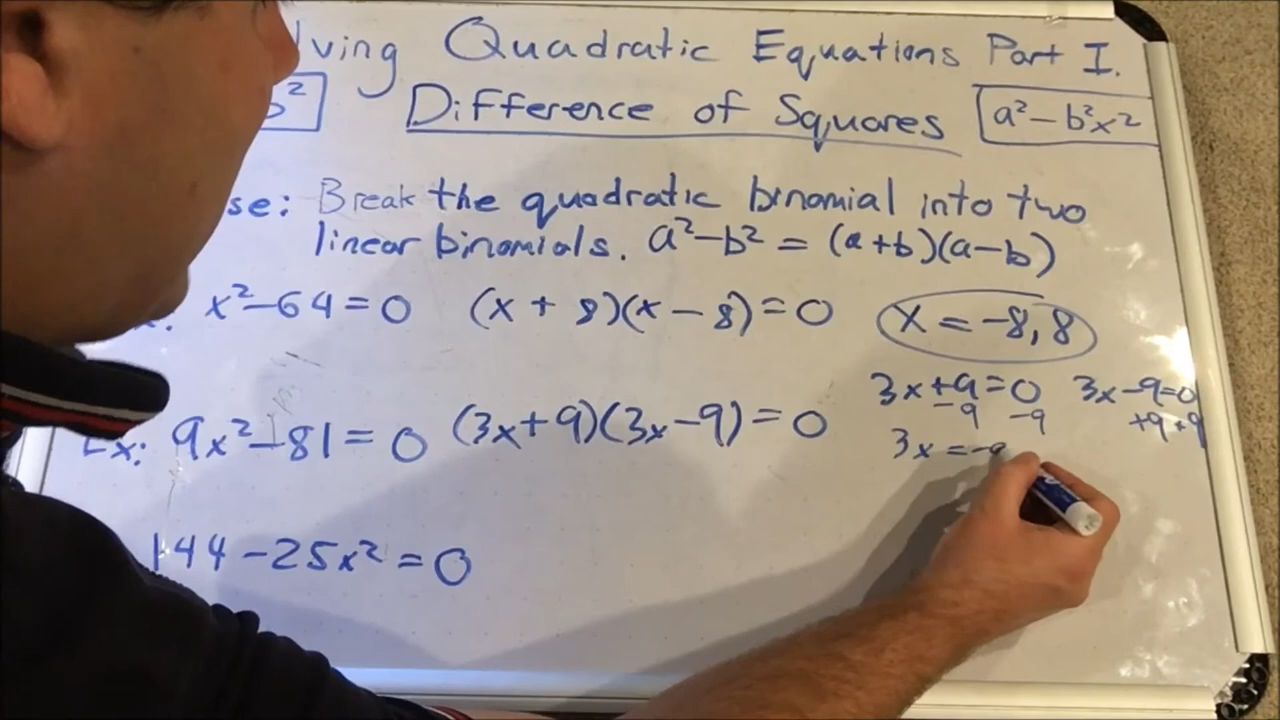 lving Quadratic Equations Part I.
b² Difference of Squares a²-b²x²
se: Break the quadratic binomial into two
linear binomials. a²-b² = (a+b)(a-b)
x²-64=0 (x + 8)(x - 8)=0 x = -8,8
3x+9=0 3x-9=0
-9 -9 +9 +9
Ex: 9x²-81=0 (3x+9)(3x-9)=0
3x=-9
144-25x²=0